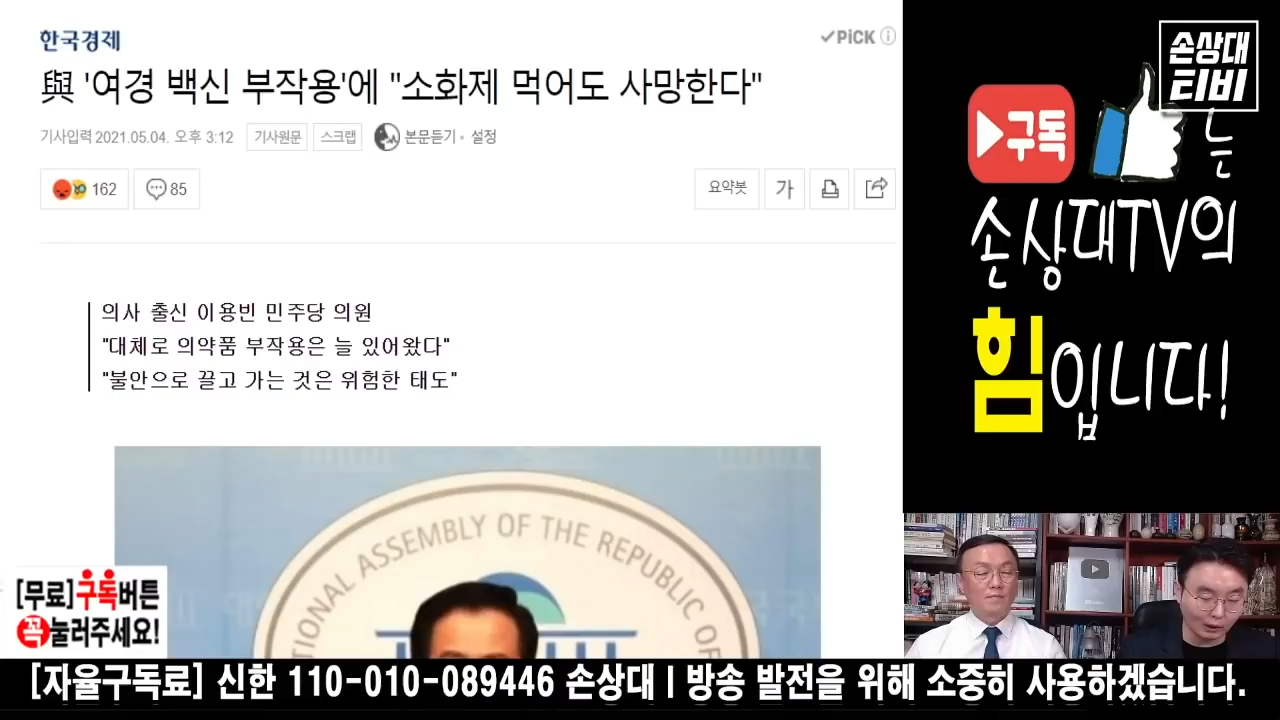 한국경제
✓PiCK ⓘ
與 '여경 백신 부작용'에 "소화제 먹어도 사망한다"
기사입력 2021.05.04. 오후 3:12 기사원문 스크랩 본문듣기 · 설정
162 85
요약봇 가
의사 출신 이용빈 민주당 의원
"대체로 의약품 부작용은 늘 있어왔다"
"불안으로 끌고 가는 것은 위험한 태도"
NATIONAL ASSEMBLY OF THE REPUBLIC OF
[무료]구독버튼
꼭눌러주세요!
손상대
티비
구독 는
손상대TV의
힘입니다!
[자율구독료] 신한 110-010-089446 손상대 | 방송 발전을 위해 소중히 사용하겠습니다.